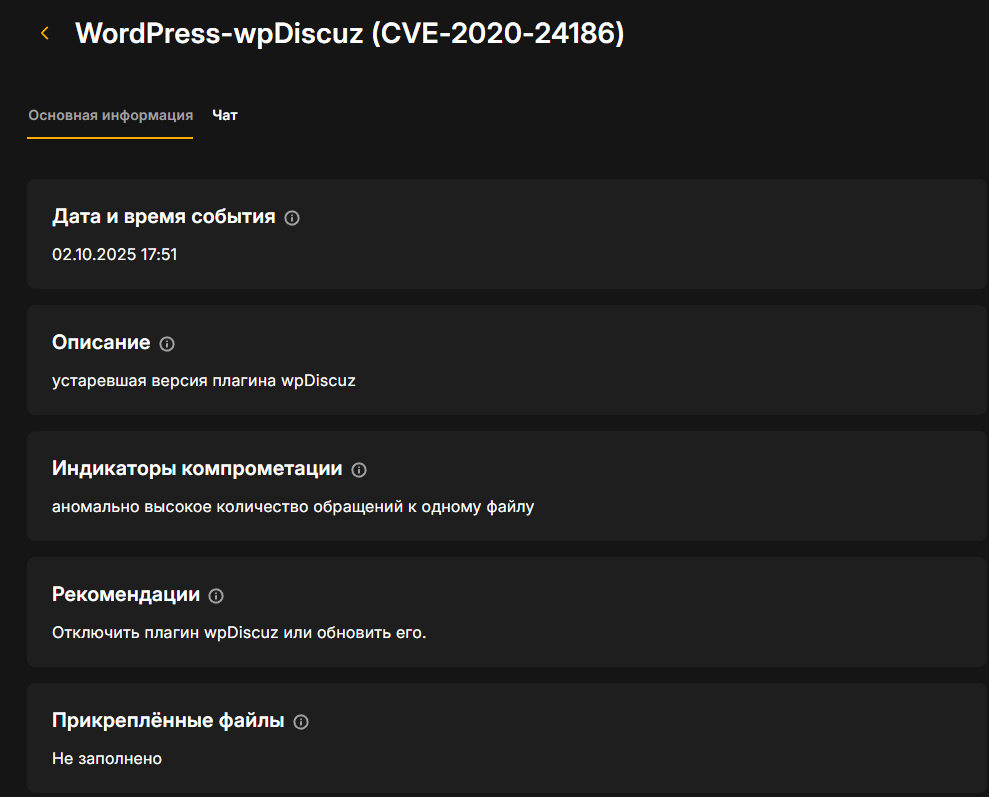 WordPress-wpDiscuz (CVE-2020-24186)
Основная информация Чат
Дата и время события
02.10.2025 17:51
Описание
устаревшая версия плагина wpDiscuz
Индикаторы компрометации
аномально высокое количество обращений к одному файлу
Рекомендации
Отключить плагин wpDiscuz или обновить его.
Прикреплённые файлы
Не заполнено